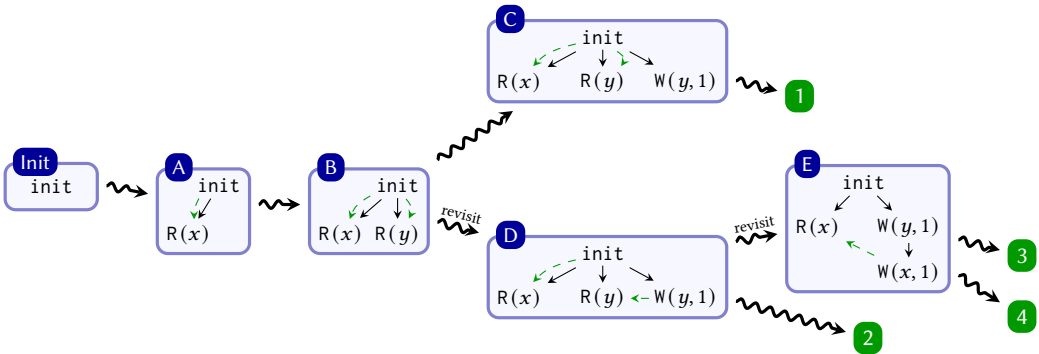 Init
init
A
init
R(x)
B
init
R(x) R(y)
C
init
R(x) R(y) W(y,1)
1
revisit
D
init
R(x) R(y) W(y,1)
2
revisit
E
init
R(x) W(y,1)
W(x,1)
3
4